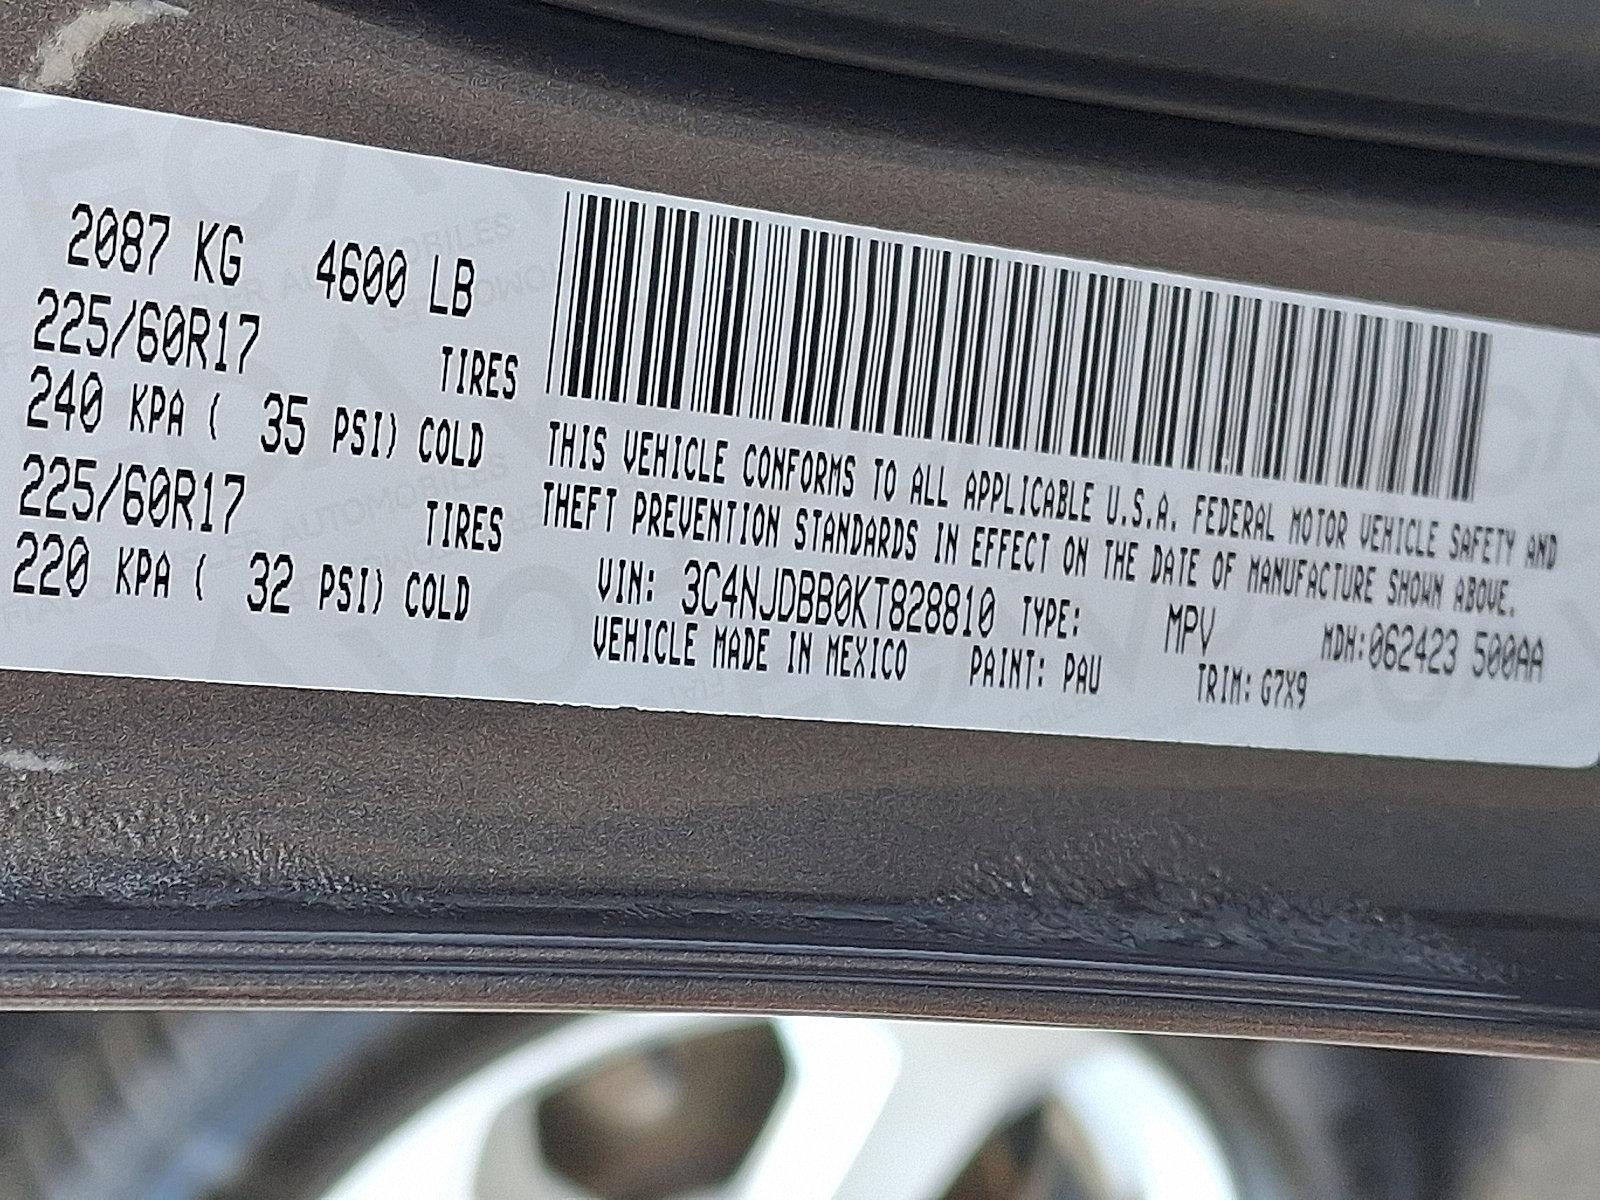 2087 KG 4600 LB
225/60R17 TIRES
240 KPA ( 35 PSI) COLD
225/60R17 TIRES
220 KPA ( 32 PSI) COLD
THIS VEHICLE CONFORMS TO ALL APPLICABLE U.S.A. FEDERAL MOTOR VEHICLE SAFETY AND
THEFT PREVENTION STANDARDS IN EFFECT ON THE DATE OF MANUFACTURE SHOWN ABOVE.
VIN: 3C4NJDBB0KT828810 TYPE: MPV MDH:062423 500AA
VEHICLE MADE IN MEXICO PAINT: PAU TRIM: G7X9